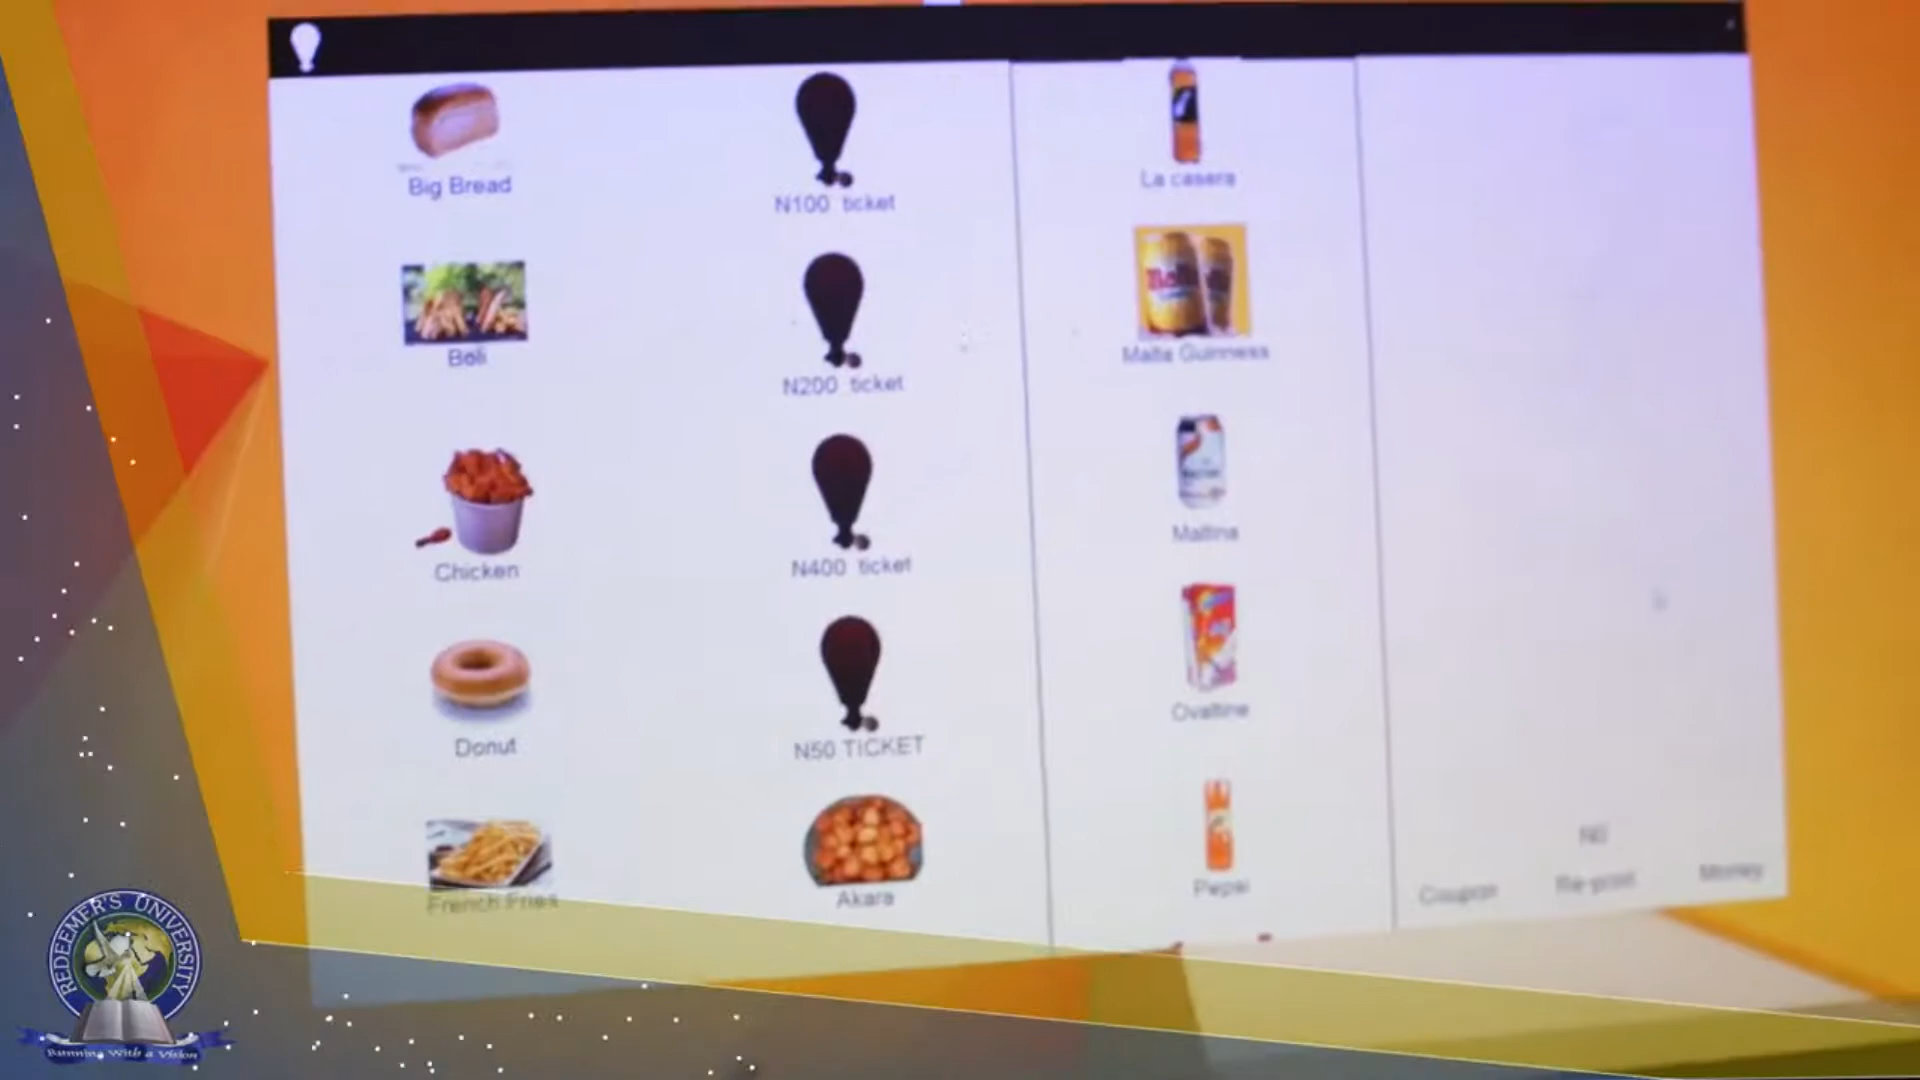 Big Bread
N100 ticket
La casera
Boli
N200 ticket
Malta Guinness
Chicken
N400 ticket
Maltina
Donut
N50 TICKET
Ovaltine
French Fries
Akara
Pepsi
N0
Coupon
Re-print
Money
REDEEMER'S UNIVERSITY
Running With a Vision